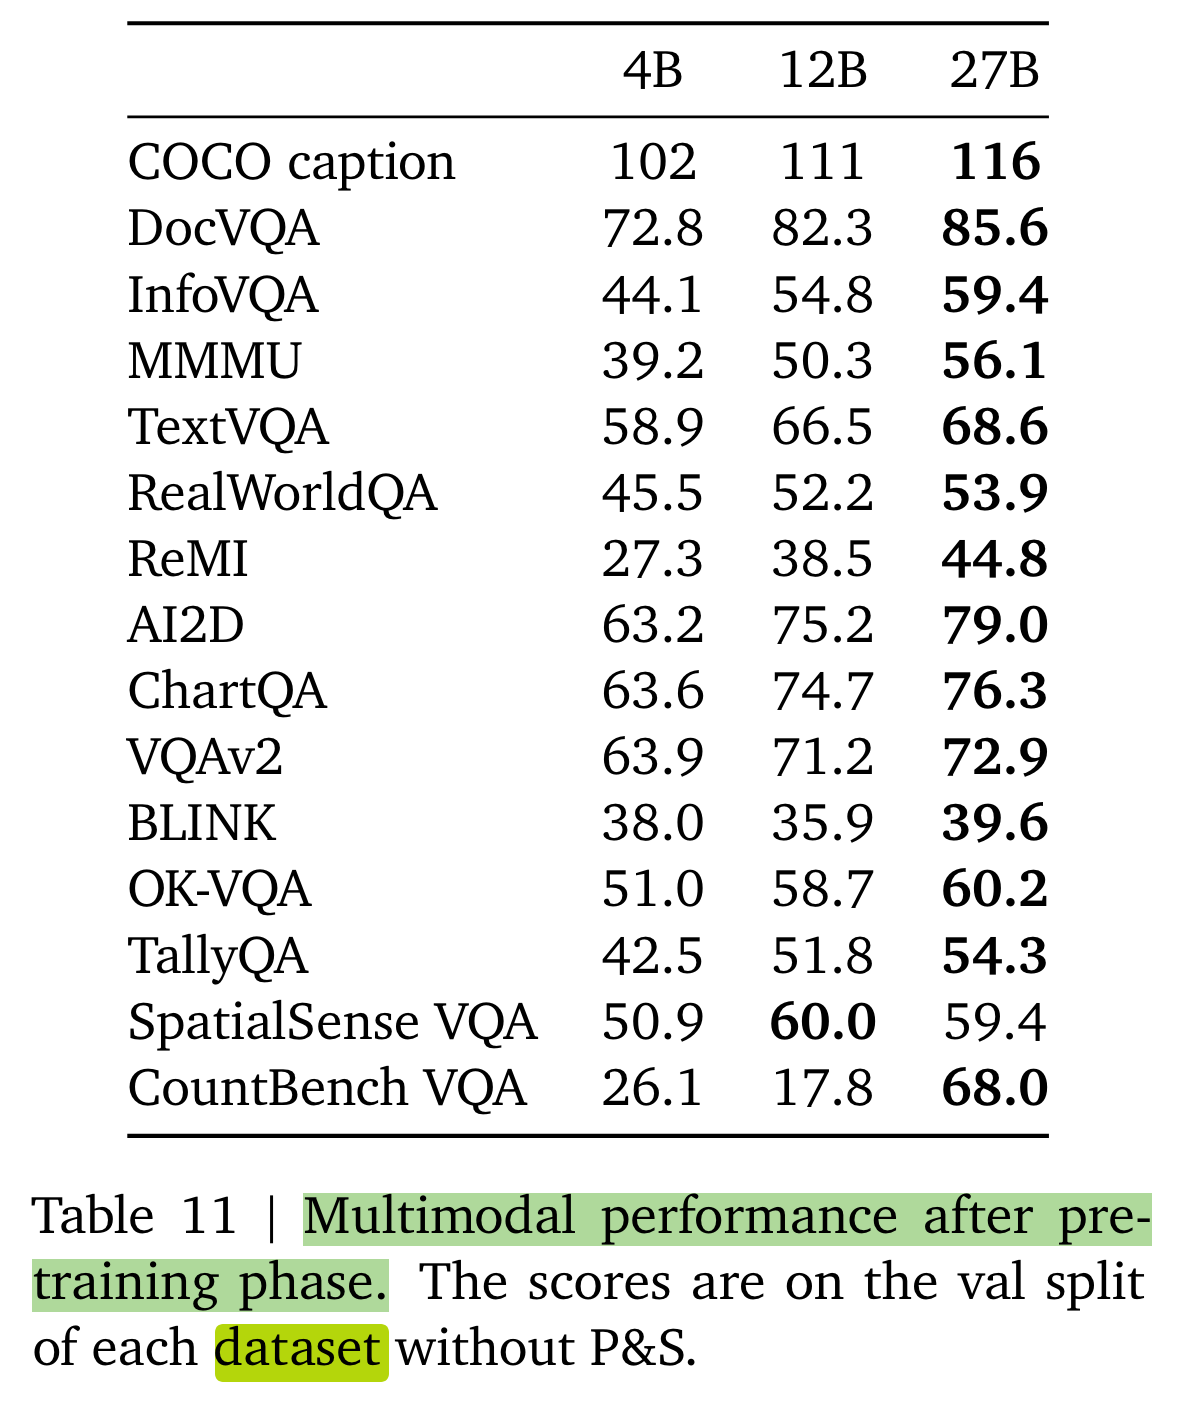 4B 12B 27B
COCO caption 102 111 116
DocVQA 72.8 82.3 85.6
InfoVQA 44.1 54.8 59.4
MMMU 39.2 50.3 56.1
TextVQA 58.9 66.5 68.6
RealWorldQA 45.5 52.2 53.9
ReMI 27.3 38.5 44.8
AI2D 63.2 75.2 79.0
ChartQA 63.6 74.7 76.3
VQAv2 63.9 71.2 72.9
BLINK 38.0 35.9 39.6
OK-VQA 51.0 58.7 60.2
TallyQA 42.5 51.8 54.3
SpatialSense VQA 50.9 60.0 59.4
CountBench VQA 26.1 17.8 68.0
Table 11 | Multimodal performance after pre-
training phase. The scores are on the val split
of each dataset without P&S.